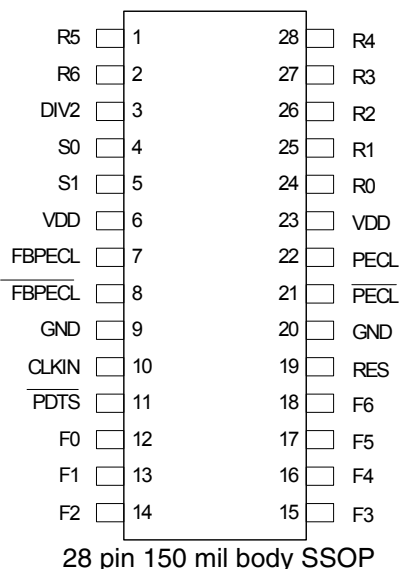 R5 1 28 R4
R6 2 27 R3
DIV2 3 26 R2
S0 4 25 R1
S1 5 24 R0
VDD 6 23 VDD
FBPECL 7 22 PECL
FBPECL 8 21 PECL
GND 9 20 GND
CLKIN 10 19 RES
PDTS 11 18 F6
F0 12 17 F5
F1 13 16 F4
F2 14 15 F3
28 pin 150 mil body SSOP